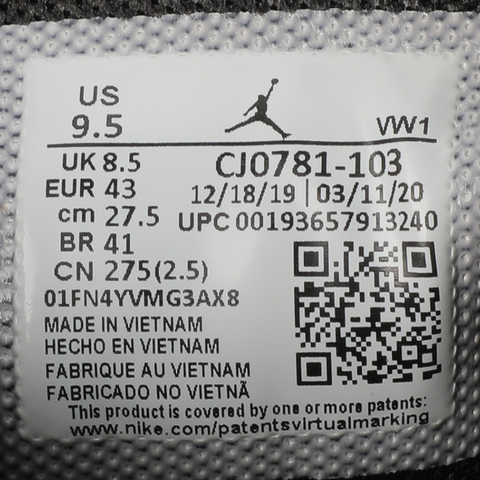 US
9.5
VW1
UK 8.5
CJ0781-103
EUR 43
12/18/19 | 03/11/20
cm 27.5
UPC 00193657913240
BR 41
CN 275(2.5)
01FN4YVMG3AX8
MADE IN VIETNAM
HECHO EN VIETNAM
FABRIQUE AU VIETNAM
FABRICADO NO VIETNÃ
This product is covered by one or more patents:
www.nike.com/patentsvirtualmarking